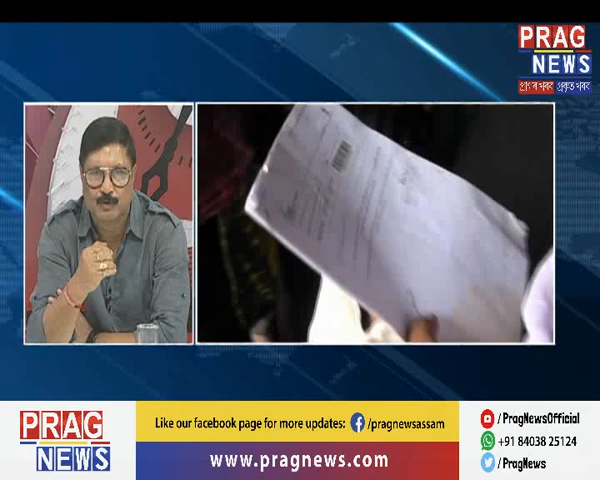 PRAG
NEWS
প্ৰাণৰ খবৰ প্ৰকৃত খবৰ
PRAG
NEWS
Like our facebook page for more updates: /pragnewsassam
www.pragnews.com
/PragNewsOfficial
+91 84038 25124
/PragNews